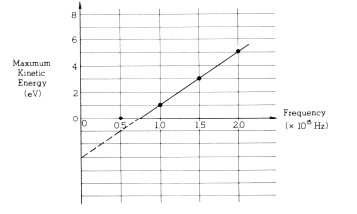 8
6
4
2
0
Maximum
Kinetic
Energy
(eV)
0
0.5
1.0
1.5
2.0
Frequency
(× 10¹⁵ Hz)